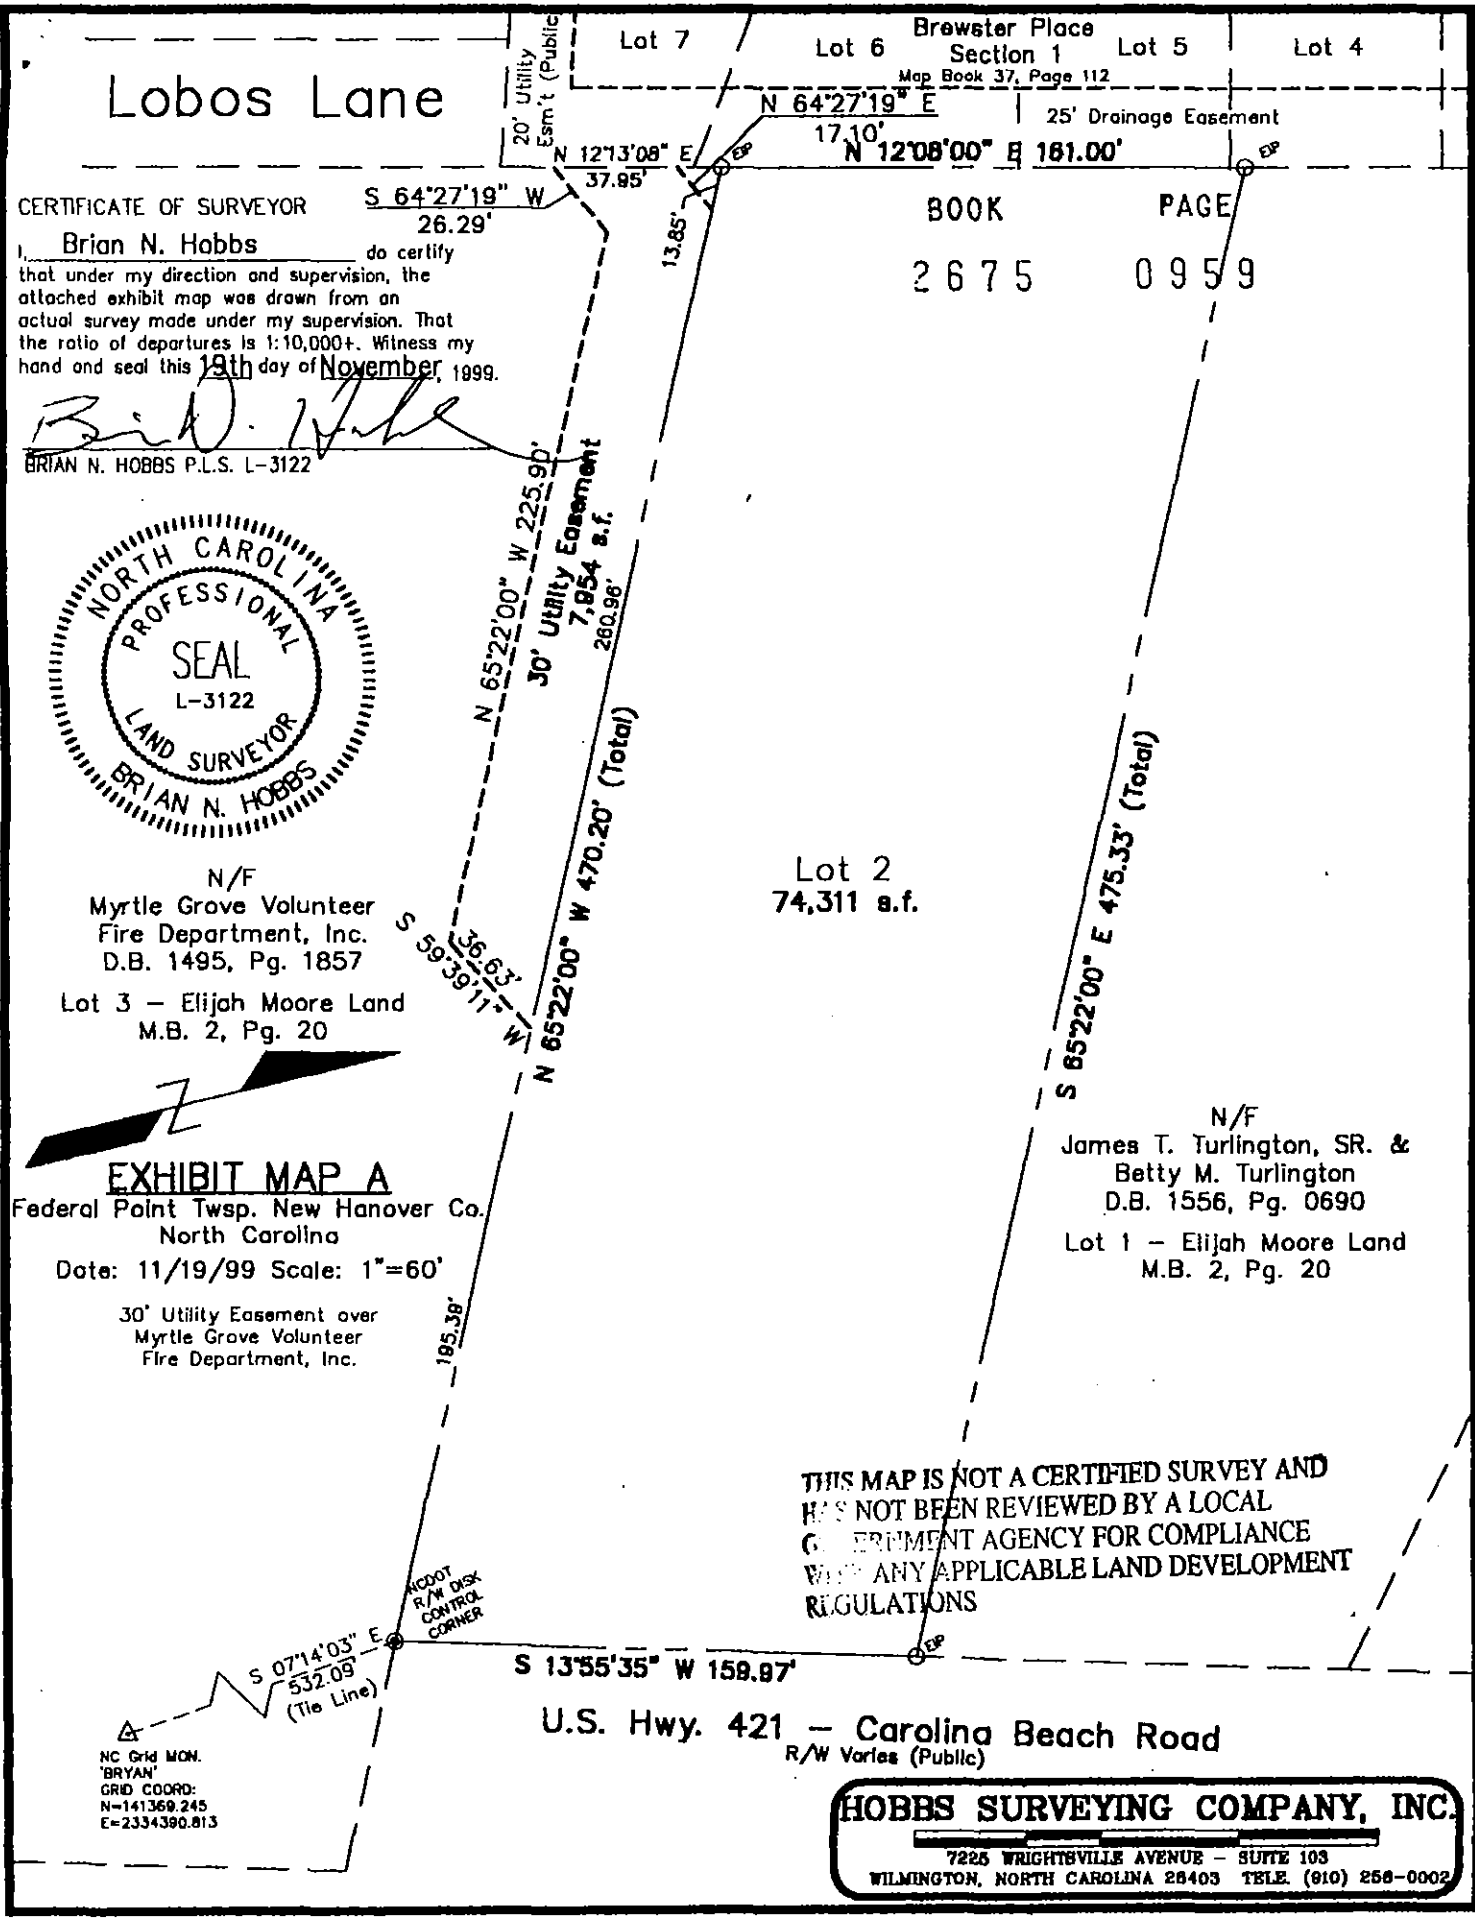 Lobos Lane
20' Utility
Esm't (Public
Lot 7
Lot 6
Brewster Place
Section 1
Map Book 37, Page 112
Lot 5
Lot 4
N 64°27'19" E
17.10'
25' Drainage Easement
N 12°13'08" E
37.95'
EIP
N 12°08'00" E 161.00'
EIP
S 64°27'19" W
26.29'
13.85'
BOOK PAGE
2675 0959
CERTIFICATE OF SURVEYOR
I, Brian N. Hobbs do certify
that under my direction and supervision, the
attached exhibit map was drawn from an
actual survey made under my supervision. That
the ratio of departures is 1:10,000+. Witness my
hand and seal this 19th day of November, 1999.
BRIAN N. HOBBS P.L.S. L-3122
NORTH CAROLINA
PROFESSIONAL
SEAL
L-3122
LAND SURVEYOR
BRIAN N. HOBBS
N 65°22'00" W 225.90'
30' Utility Easement
7,954 s.f.
260.96'
N 65°22'00" W 470.20' (Total)
Lot 2
74,311 s.f.
S 65°22'00" E 475.33' (Total)
N/F
Myrtle Grove Volunteer
Fire Department, Inc.
D.B. 1495, Pg. 1857
Lot 3 - Elijah Moore Land
M.B. 2, Pg. 20
36.63'
S 59°39'11" W
EXHIBIT MAP A
Federal Point Twsp. New Hanover Co.
North Carolina
Date: 11/19/99 Scale: 1"=60'
30' Utility Easement over
Myrtle Grove Volunteer
Fire Department, Inc.
195.39'
N/F
James T. Turlington, SR. &
Betty M. Turlington
D.B. 1556, Pg. 0690
Lot 1 - Elijah Moore Land
M.B. 2, Pg. 20
THIS MAP IS NOT A CERTIFIED SURVEY AND
HAS NOT BEEN REVIEWED BY A LOCAL
GOVERNMENT AGENCY FOR COMPLIANCE
WITH ANY APPLICABLE LAND DEVELOPMENT
REGULATIONS
NCDOT
R/W DISK
CONTROL
CORNER
S 07°14'03" E
532.09'
(Tie Line)
NC Grid MON.
'BRYAN'
GRID COORD:
N=141369.245
E=2334390.813
S 13°55'35" W 159.97'
EIP
U.S. Hwy. 421 - Carolina Beach Road
R/W Varies (Public)
HOBBS SURVEYING COMPANY, INC.
7225 WRIGHTSVILLE AVENUE - SUITE 103
WILMINGTON, NORTH CAROLINA 28403 TELE. (910) 256-0002